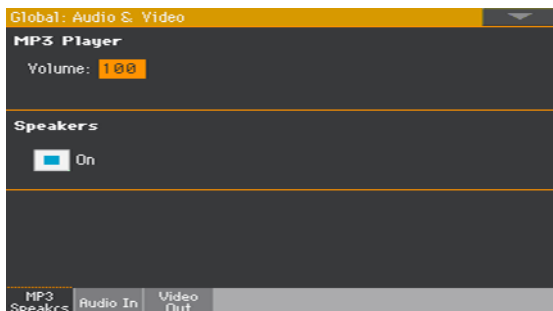 Global: Audio & Video
MP3 Player
Volume: 100
Speakers
On
MP3
Speakrs
Audio In
Video
Out